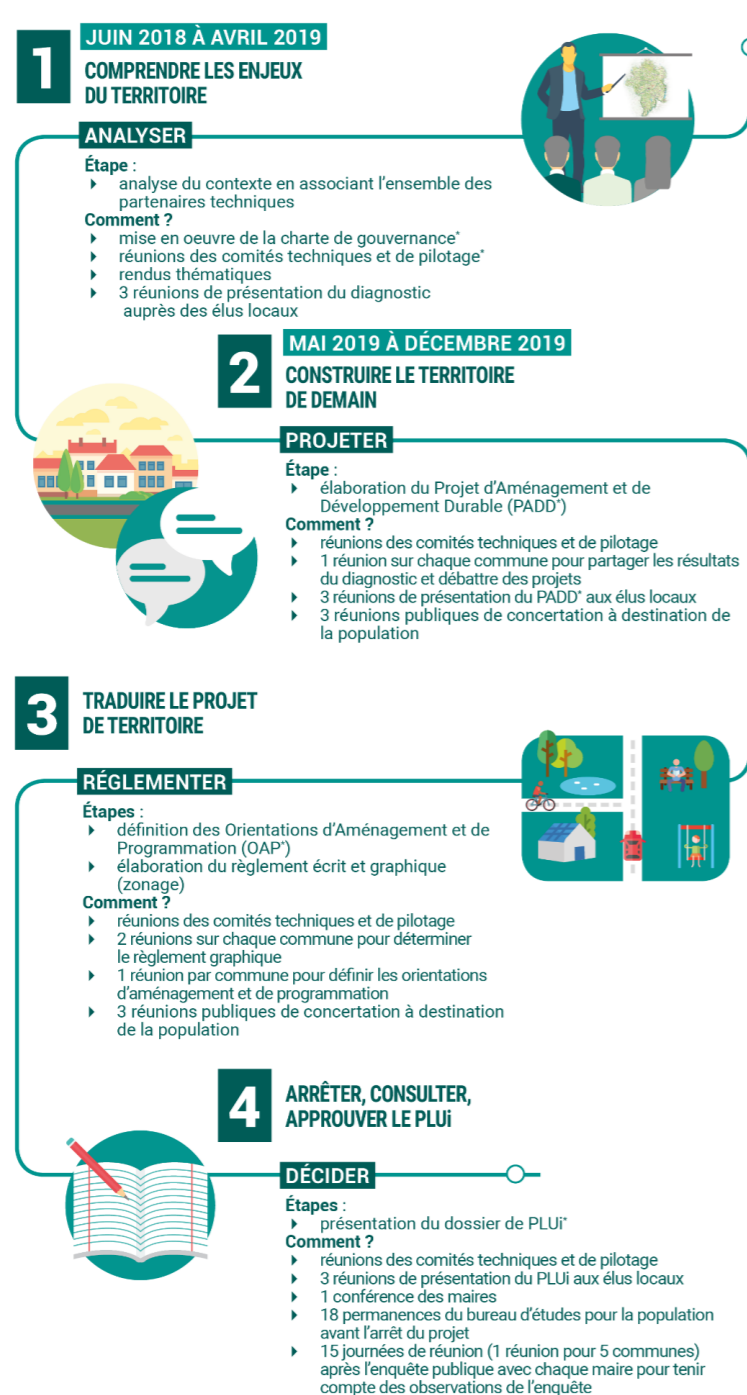 1
JUIN 2018 À AVRIL 2019
COMPRENDRE LES ENJEUX
DU TERRITOIRE
ANALYSER
Étape :
‣ analyse du contexte en associant l'ensemble des
partenaires techniques
Comment ?
‣ mise en oeuvre de la charte de gouvernance*
‣ réunions des comités techniques et de pilotage*
‣ rendus thématiques
‣ 3 réunions de présentation du diagnostic
auprès des élus locaux
2
MAI 2019 À DÉCEMBRE 2019
CONSTRUIRE LE TERRITOIRE
DE DEMAIN
PROJETER
Étape :
‣ élaboration du Projet d'Aménagement et de
Développement Durable (PADD*)
Comment ?
‣ réunions des comités techniques et de pilotage
‣ 1 réunion sur chaque commune pour partager les résultats
du diagnostic et débattre des projets
‣ 3 réunions de présentation du PADD* aux élus locaux
‣ 3 réunions publiques de concertation à destination de
la population
3
TRADUIRE LE PROJET
DE TERRITOIRE
RÉGLEMENTER
Étapes :
‣ définition des Orientations d'Aménagement et de
Programmation (OAP*)
‣ élaboration du règlement écrit et graphique
(zonage)
Comment ?
‣ réunions des comités techniques et de pilotage
‣ 2 réunions sur chaque commune pour déterminer
le règlement graphique
‣ 1 réunion par commune pour définir les orientations
d'aménagement et de programmation
‣ 3 réunions publiques de concertation à destination
de la population
4
ARRÊTER, CONSULTER,
APPROUVER LE PLUi
DÉCIDER
Étapes :
‣ présentation du dossier de PLUi*
Comment ?
‣ réunions des comités techniques et de pilotage
‣ 3 réunions de présentation du PLUi aux élus locaux
‣ 1 conférence des maires
‣ 18 permanences du bureau d'études pour la population
avant l'arrêt du projet
‣ 15 journées de réunion (1 réunion pour 5 communes)
après l'enquête publique avec chaque maire pour tenir
compte des observations de l'enquête